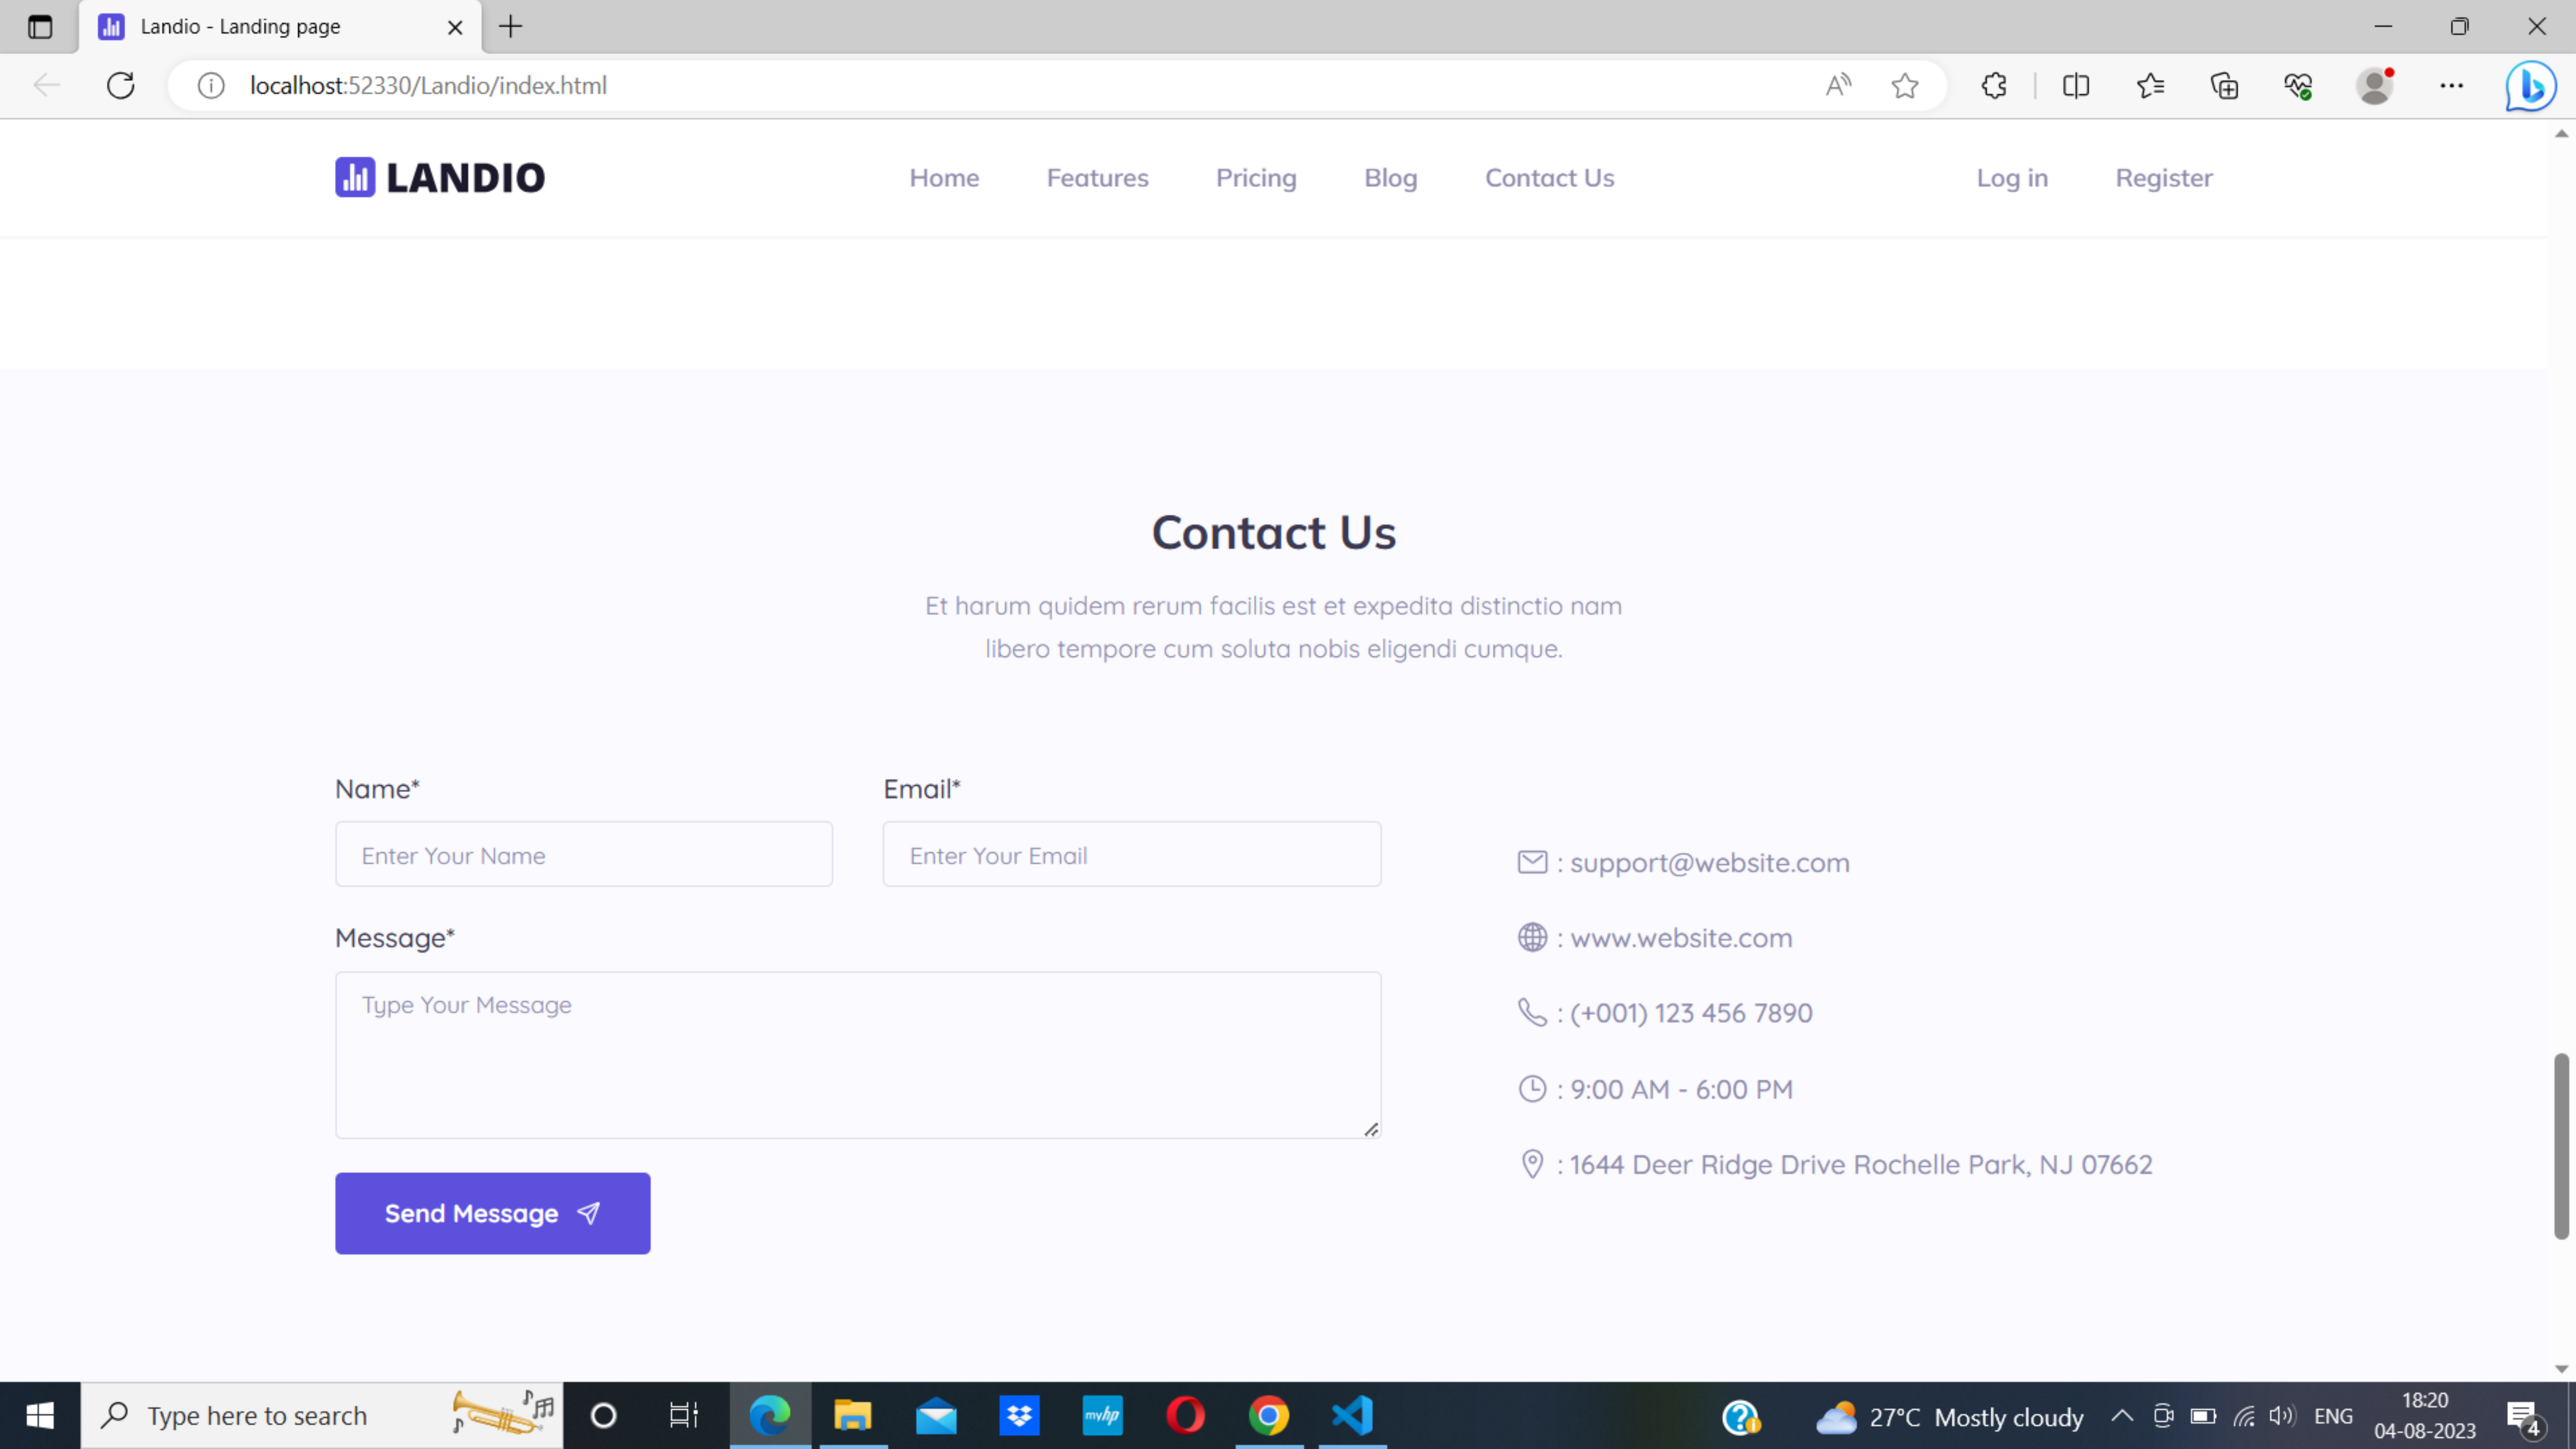 Landio - Landing page
localhost:52330/Landio/index.html
LANDIO
Home Features Pricing Blog Contact Us Log in Register
Contact Us
Et harum quidem rerum facilis est et expedita distinctio nam
libero tempore cum soluta nobis eligendi cumque.
Name* Email*
Enter Your Name Enter Your Email
: support@website.com
Message*
: www.website.com
Type Your Message
: (+001) 123 456 7890
: 9:00 AM - 6:00 PM
: 1644 Deer Ridge Drive Rochelle Park, NJ 07662
Send Message
Type here to search
myhp
27°C Mostly cloudy
ENG
18:20
04-08-2023
4